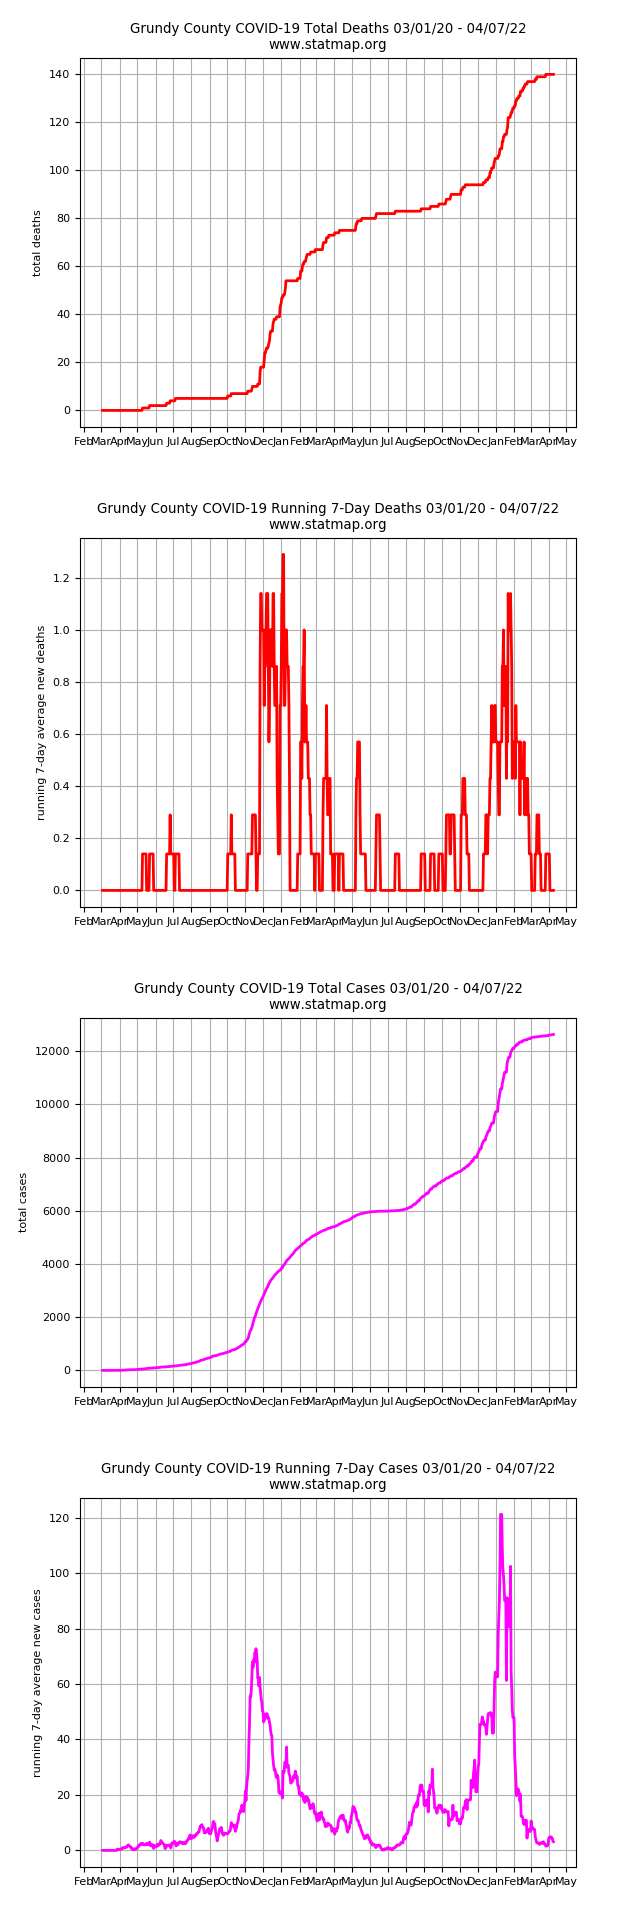 Grundy County COVID-19 Total Deaths 03/01/20 - 04/07/22
www.statmap.org
140
120
100
80
60
40
20
0
total deaths
Feb Mar Apr May Jun Jul Aug Sep Oct Nov Dec Jan Feb Mar Apr May Jun Jul Aug Sep Oct Nov Dec Jan Feb Mar Apr May
Grundy County COVID-19 Running 7-Day Deaths 03/01/20 - 04/07/22
www.statmap.org
1.2
1.0
0.8
0.6
0.4
0.2
0.0
running 7-day average new deaths
Feb Mar Apr May Jun Jul Aug Sep Oct Nov Dec Jan Feb Mar Apr May Jun Jul Aug Sep Oct Nov Dec Jan Feb Mar Apr May
Grundy County COVID-19 Total Cases 03/01/20 - 04/07/22
www.statmap.org
12000
10000
8000
6000
4000
2000
0
total cases
Feb Mar Apr May Jun Jul Aug Sep Oct Nov Dec Jan Feb Mar Apr May Jun Jul Aug Sep Oct Nov Dec Jan Feb Mar Apr May
Grundy County COVID-19 Running 7-Day Cases 03/01/20 - 04/07/22
www.statmap.org
120
100
80
60
40
20
0
running 7-day average new cases
Feb Mar Apr May Jun Jul Aug Sep Oct Nov Dec Jan Feb Mar Apr May Jun Jul Aug Sep Oct Nov Dec Jan Feb Mar Apr May